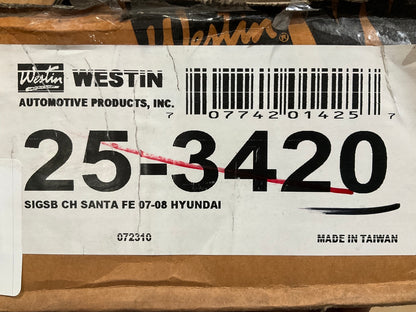 Westin®
Westin WESTiN
AUTOMOTIVE PRODUCTS, INC.
7 07742 01425 7
25-3420
SIGSB CH SANTA FE 07-08 HYUNDAI
072310 MADE IN TAIWAN